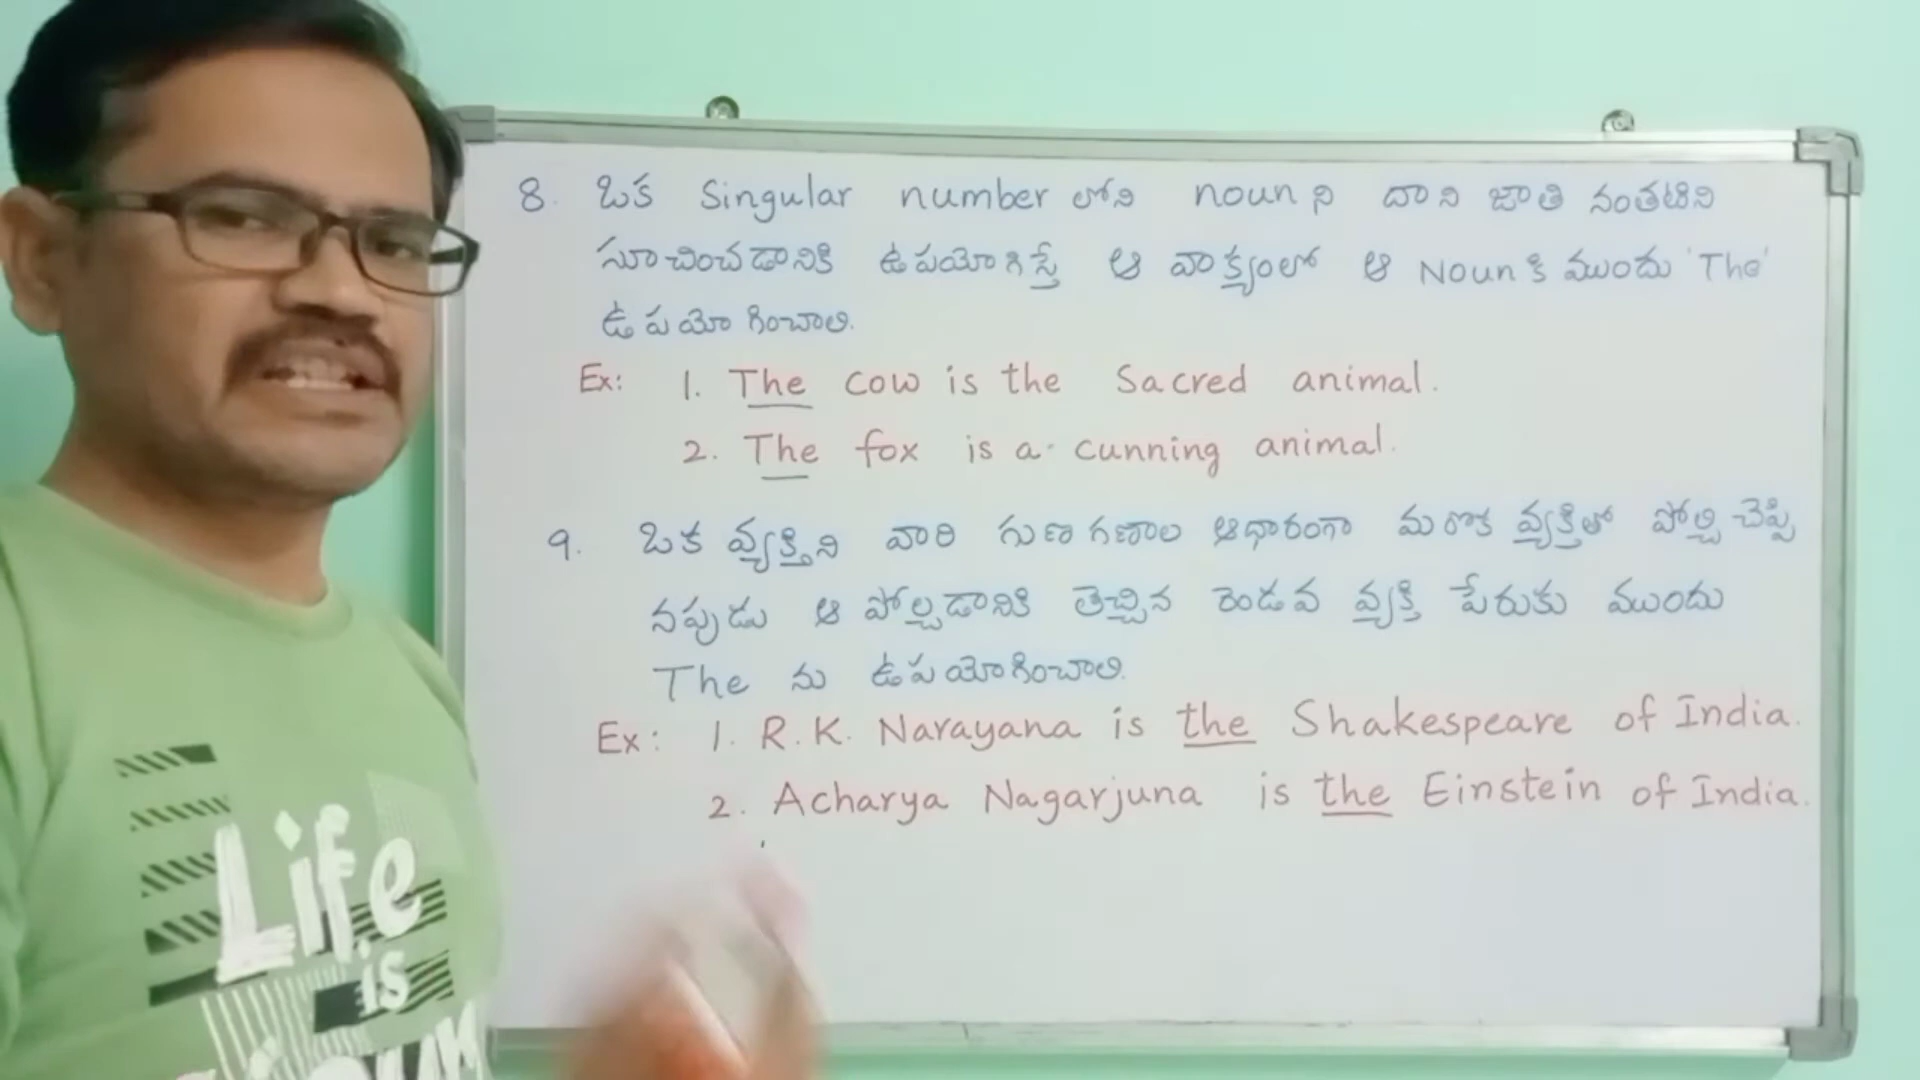 8. ఒక Singular number లోని noun ని దాని జాతి నంతటిని
సూచించడానికి ఉపయోగిస్తే ఆ వాక్యంలో ఆ Noun కి ముందు 'The'
ఉపయోగించాలి.
Ex: 1. The cow is the Sacred animal.
2. The fox is a cunning animal.
9. ఒక వ్యక్తిని వారి గుణ గణాల ఆధారంగా మరొక వ్యక్తితో పోల్చి చెప్పి
నప్పుడు ఆ పోల్చడానికి తెచ్చిన రెండవ వ్యక్తి పేరుకు ముందు
The ను ఉపయోగించాలి.
Ex: 1. R.K. Narayana is the Shakespeare of India.
2. Acharya Nagarjuna is the Einstein of India.
Life
is